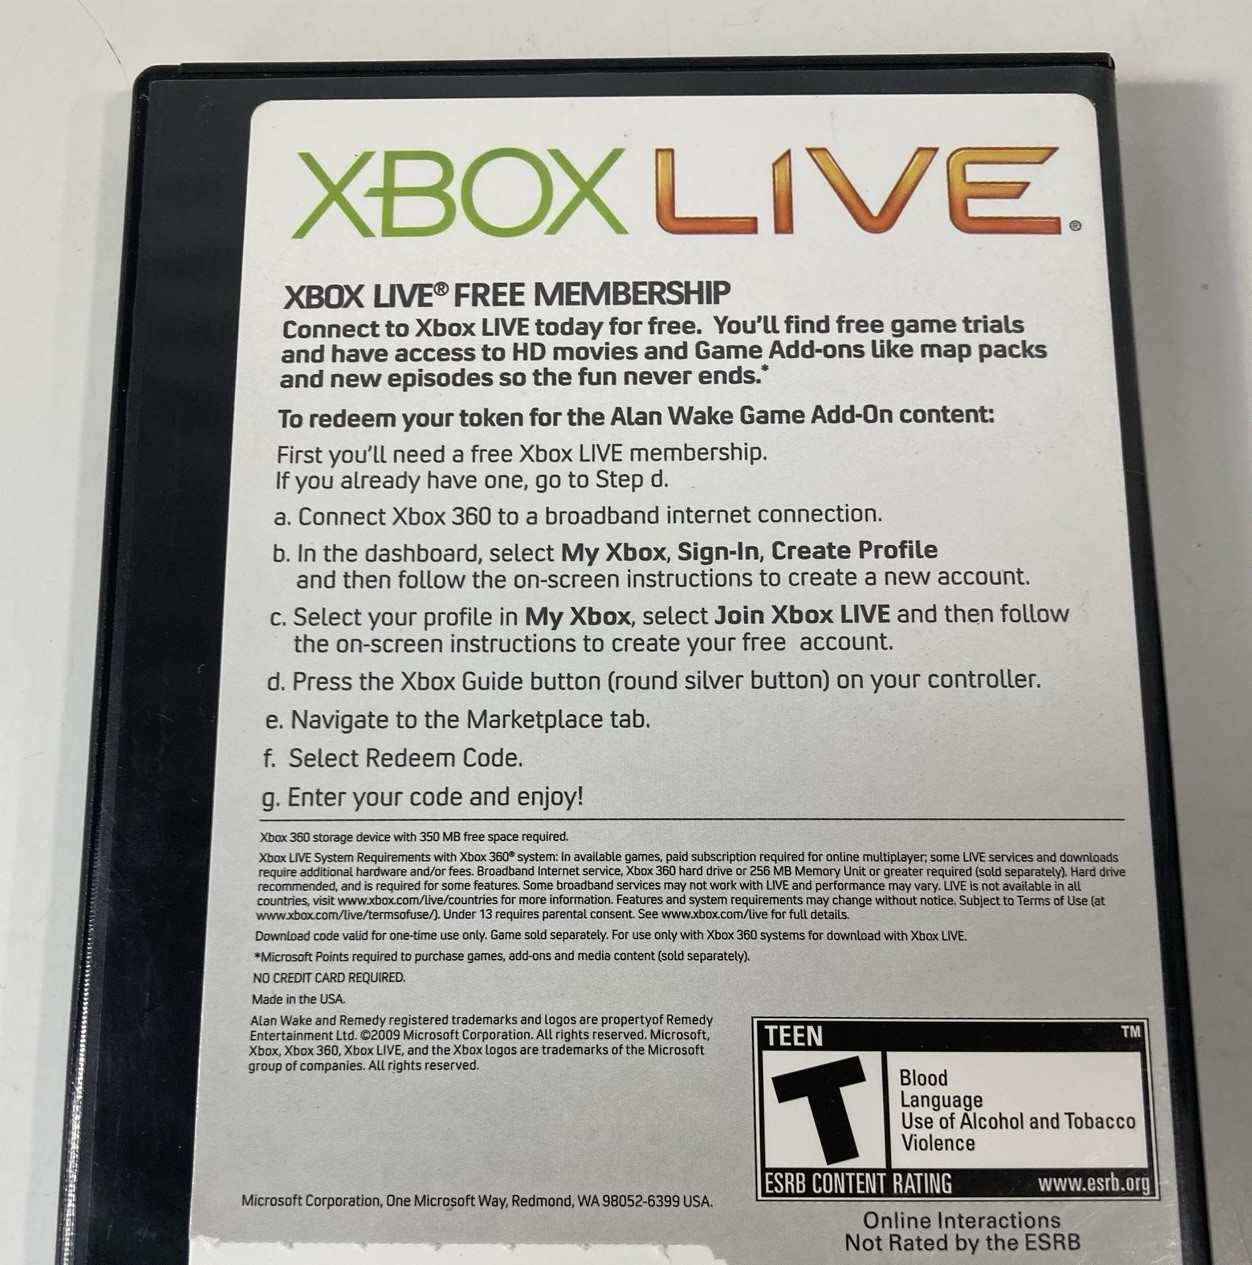 XBOX LIVE®
XBOX LIVE® FREE MEMBERSHIP
Connect to Xbox LIVE today for free. You'll find free game trials
and have access to HD movies and Game Add-ons like map packs
and new episodes so the fun never ends.*
To redeem your token for the Alan Wake Game Add-On content:
First you'll need a free Xbox LIVE membership.
If you already have one, go to Step d.
a. Connect Xbox 360 to a broadband internet connection.
b. In the dashboard, select My Xbox, Sign-In, Create Profile
and then follow the on-screen instructions to create a new account.
c. Select your profile in My Xbox, select Join Xbox LIVE and then follow
the on-screen instructions to create your free account.
d. Press the Xbox Guide button (round silver button) on your controller.
e. Navigate to the Marketplace tab.
f. Select Redeem Code.
g. Enter your code and enjoy!
Xbox 360 storage device with 350 MB free space required.
Xbox LIVE System Requirements with Xbox 360® system: In available games, paid subscription required for online multiplayer; some LIVE services and downloads
require additional hardware and/or fees. Broadband Internet service, Xbox 360 hard drive or 256 MB Memory Unit or greater required (sold separately). Hard drive
recommended, and is required for some features. Some broadband services may not work with LIVE and performance may vary. LIVE is not available in all
countries, visit www.xbox.com/live/countries for more information. Features and system requirements may change without notice. Subject to Terms of Use (at
www.xbox.com/live/termsofuse/). Under 13 requires parental consent. See www.xbox.com/live for full details.
Download code valid for one-time use only. Game sold separately. For use only with Xbox 360 systems for download with Xbox LIVE.
*Microsoft Points required to purchase games, add-ons and media content (sold separately).
NO CREDIT CARD REQUIRED.
Made in the USA.
Alan Wake and Remedy registered trademarks and logos are propertyof Remedy
Entertainment Ltd. ©2009 Microsoft Corporation. All rights reserved. Microsoft,
Xbox, Xbox 360, Xbox LIVE, and the Xbox logos are trademarks of the Microsoft
group of companies. All rights reserved.
TEEN TM
T
Blood
Language
Use of Alcohol and Tobacco
Violence
ESRB CONTENT RATING www.esrb.org
Microsoft Corporation, One Microsoft Way, Redmond, WA 98052-6399 USA.
Online Interactions
Not Rated by the ESRB